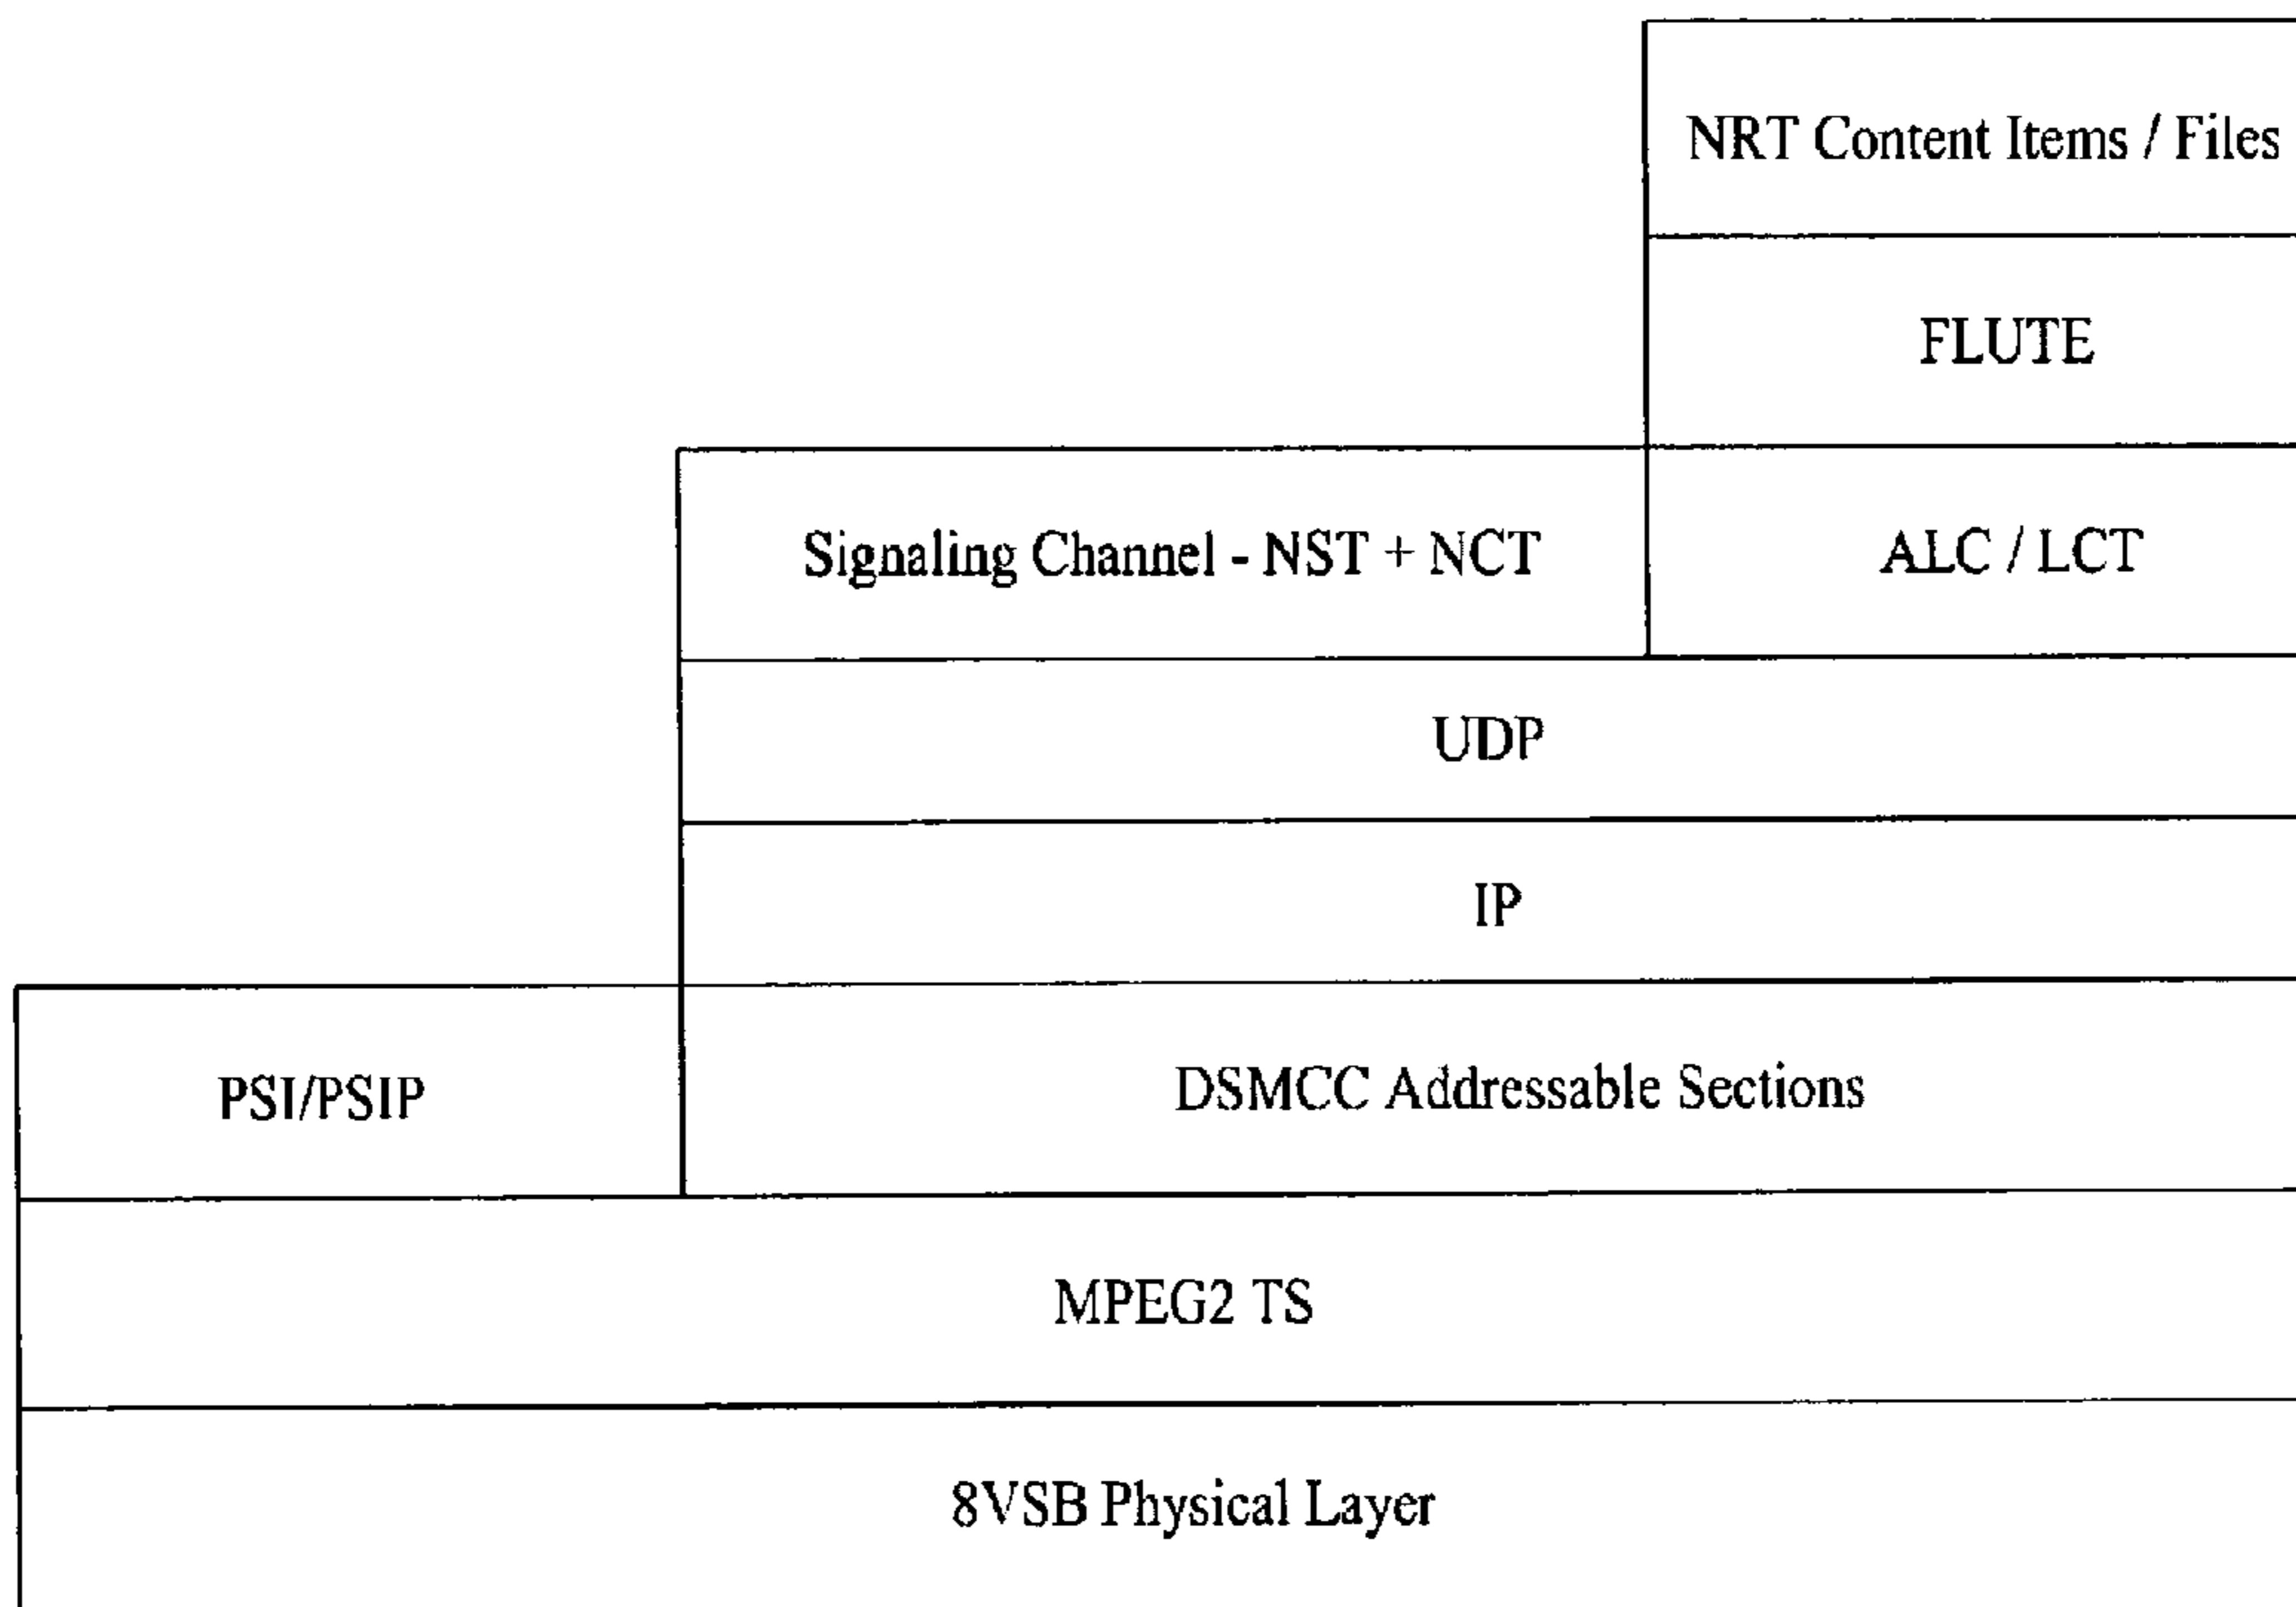 NRT Content Items / Files
FLUTE
Signaling Channel - NST + NCT
ALC / LCT
UDP
IP
PSI/PSIP
DSMCC Addressable Sections
MPEG2 TS
8VSB Physical Layer